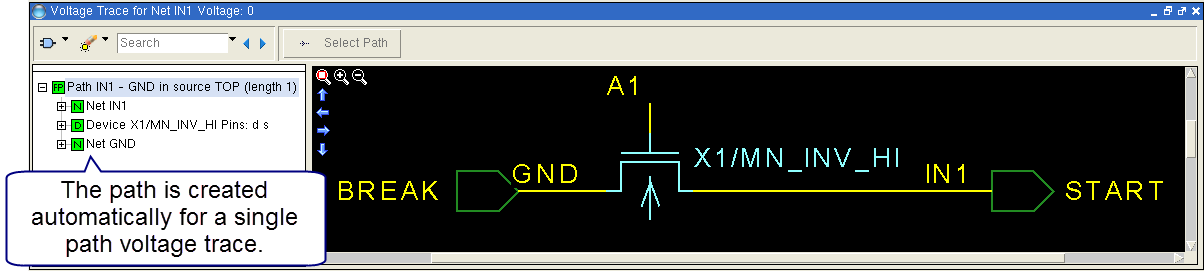 Voltage Trace for Net IN1 Voltage: 0
Search
Select Path
FP Path IN1 - GND in source TOP (length 1)
N Net IN1
D Device X1/MN_INV_HI Pins: d s
N Net GND
The path is created
automatically for a single
path voltage trace.
A1
X1/MN_INV_HI
BREAK GND IN1 START